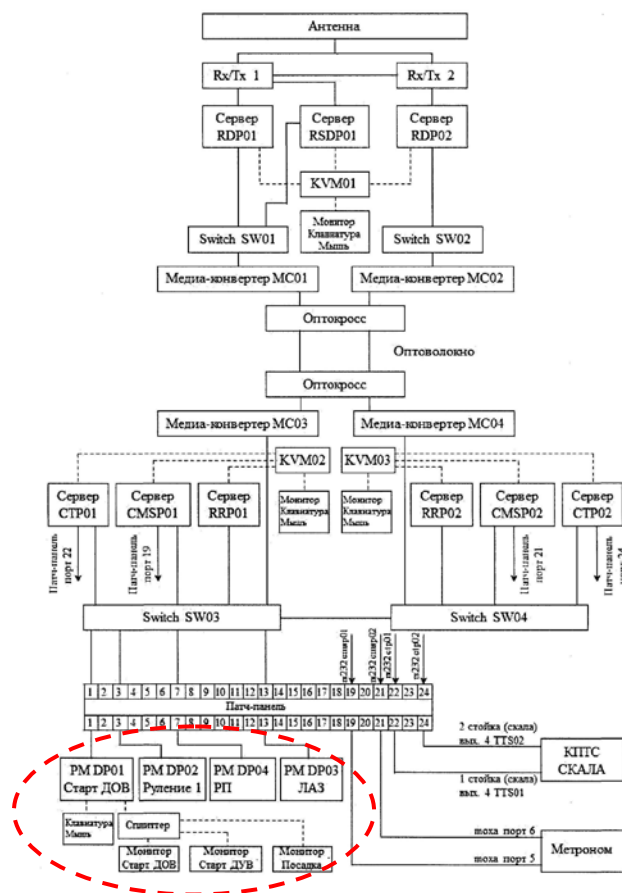 Антенна
Rx/Tx 1
Rx/Tx 2
Сервер
RDP01
Сервер
RSDP01
Сервер
RDP02
KVM01
Монитор
Клавиатура
Мышь
Switch SW01
Switch SW02
Медиа-конвертер МС01
Медиа-конвертер МС02
Оптокросс
Оптоволокно
Оптокросс
Медиа-конвертер МС03
Медиа-конвертер МС04
KVM02
KVM03
Сервер
CTP01
Сервер
CMSP01
Сервер
RRP01
Монитор
Клавиатура
Мышь
Монитор
Клавиатура
Мышь
Сервер
RRP02
Сервер
CMSP02
Сервер
CTP02
Патч-панель
порт 22
Патч-панель
порт 19
Патч-панель
порт 21
Патч-панель
порт 24
Switch SW03
Switch SW04
rs232 cmsp01
rs232 cmsp02
rs232 ctp01
rs232 ctp02
1 2 3 4 5 6 7 8 9 10 11 12 13 14 15 16 17 18 19 20 21 22 23 24
Патч-панель
1 2 3 4 5 6 7 8 9 10 11 12 13 14 15 16 17 18 19 20 21 22 23 24
2 стойка (скала)
вых. 4 TTS02
КПТС
СКАЛА
1 стойка (скала)
вых. 4 TTS01
РМ DP01
Старт ДОВ
РМ DP02
Руление 1
РМ DP04
РП
РМ DP03
ЛАЗ
Клавиатура
Мышь
Сплиттер
Монитор
Старт ДОВ
Монитор
Старт ДУВ
Монитор
Посадка
moxa порт 6
Метроном
moxa порт 5